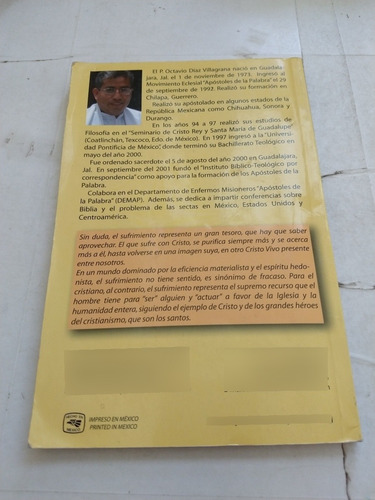 El P. Octavio Díaz Villagrana nació en Guadala-
jara, Jal. el 1 de noviembre de 1973. Ingresó al
Movimiento Eclesial "Apóstoles de la Palabra" el 29
de septiembre de 1992. Realizó su formación en
Chilapa, Guerrero.
Realizó su apóstolado en algunos estados de la
República Mexicana como Chihuahua, Sonora y
Durango.
En los años 94 a 97 realizó sus estudios de
Filosofía en el "Seminario de Cristo Rey y Santa María de Guadalupe"
(Coatlinchán, Texcoco, Edo. de México). En 1997 ingresó a la "Univer-
dad Pontificia de México", donde terminó su Bachillerato Teológico en
mayo del año 2000.
Fue ordenado sacerdote el 5 de agosto del año 2000 en Guadalajara,
Jal. En septiembre del 2001 fundó el "Instituto Bíblico Teológico por
correspondencia" como apoyo para la formación de los Apóstoles de la
Palabra.
Colabora en el Departamento de Enfermos Misioneros "Apóstoles de
la Palabra" (DEMAP). Además, se dedica a impartir conferencias sobre
Biblia y el problema de las sectas en México, Estados Unidos y
Centroamérica.
Sin duda, el sufrimiento representa un gran tesoro, que hay que saber
aprovechar. El que sufre con Cristo, se purifica siempre más y se acerca
más a él, hasta volverse en una imagen suya, en otro Cristo Vivo presente
entre nosotros.
En un mundo dominado por la eficiencia materialista y el espíritu hedo-
nista, el sufrimiento no tiene sentido, es sinónimo de fracaso. Para el
cristiano, al contrario, el sufrimiento representa el supremo recurso que el
hombre tiene para "ser" alguien y "actuar" a favor de la Iglesia y la
humanidad entera, siguiendo el ejemplo de Cristo y de los grandes héroes
del cristianismo, que son los santos.
HECHO EN
MÉXICO
IMPRESO EN MÉXICO
PRINTED IN MEXICO